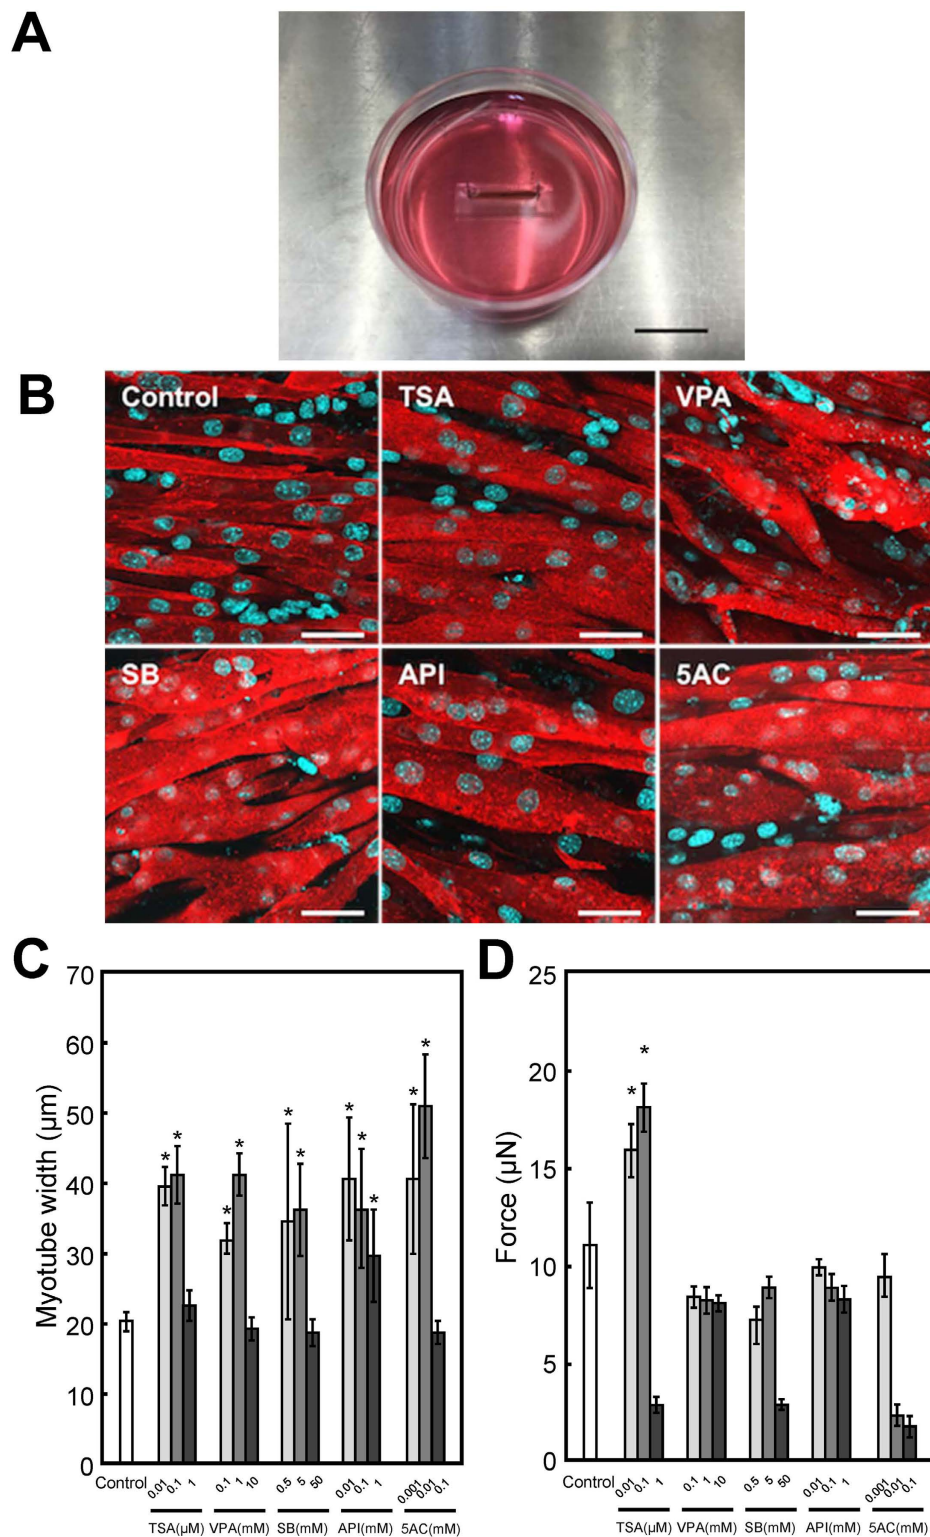 A
B
Control
TSA
VPA
SB
API
5AC
C
70
60
50
40
30
20
10
0
Myotube width (µm)
* * * * * * * * * * *
Control
0.01 0.1 1
0.1 1 10
0.5 5 50
0.01 0.1 1
0.001 0.01 0.1
TSA(µM) VPA(mM) SB(mM) API(mM) 5AC(mM)
D
25
20
15
10
5
0
Force (µN)
* *
Control
0.01 0.1 1
0.1 1 10
0.5 5 50
0.01 0.1 1
0.001 0.01 0.1
TSA(µM) VPA(mM) SB(mM) API(mM) 5AC(mM)